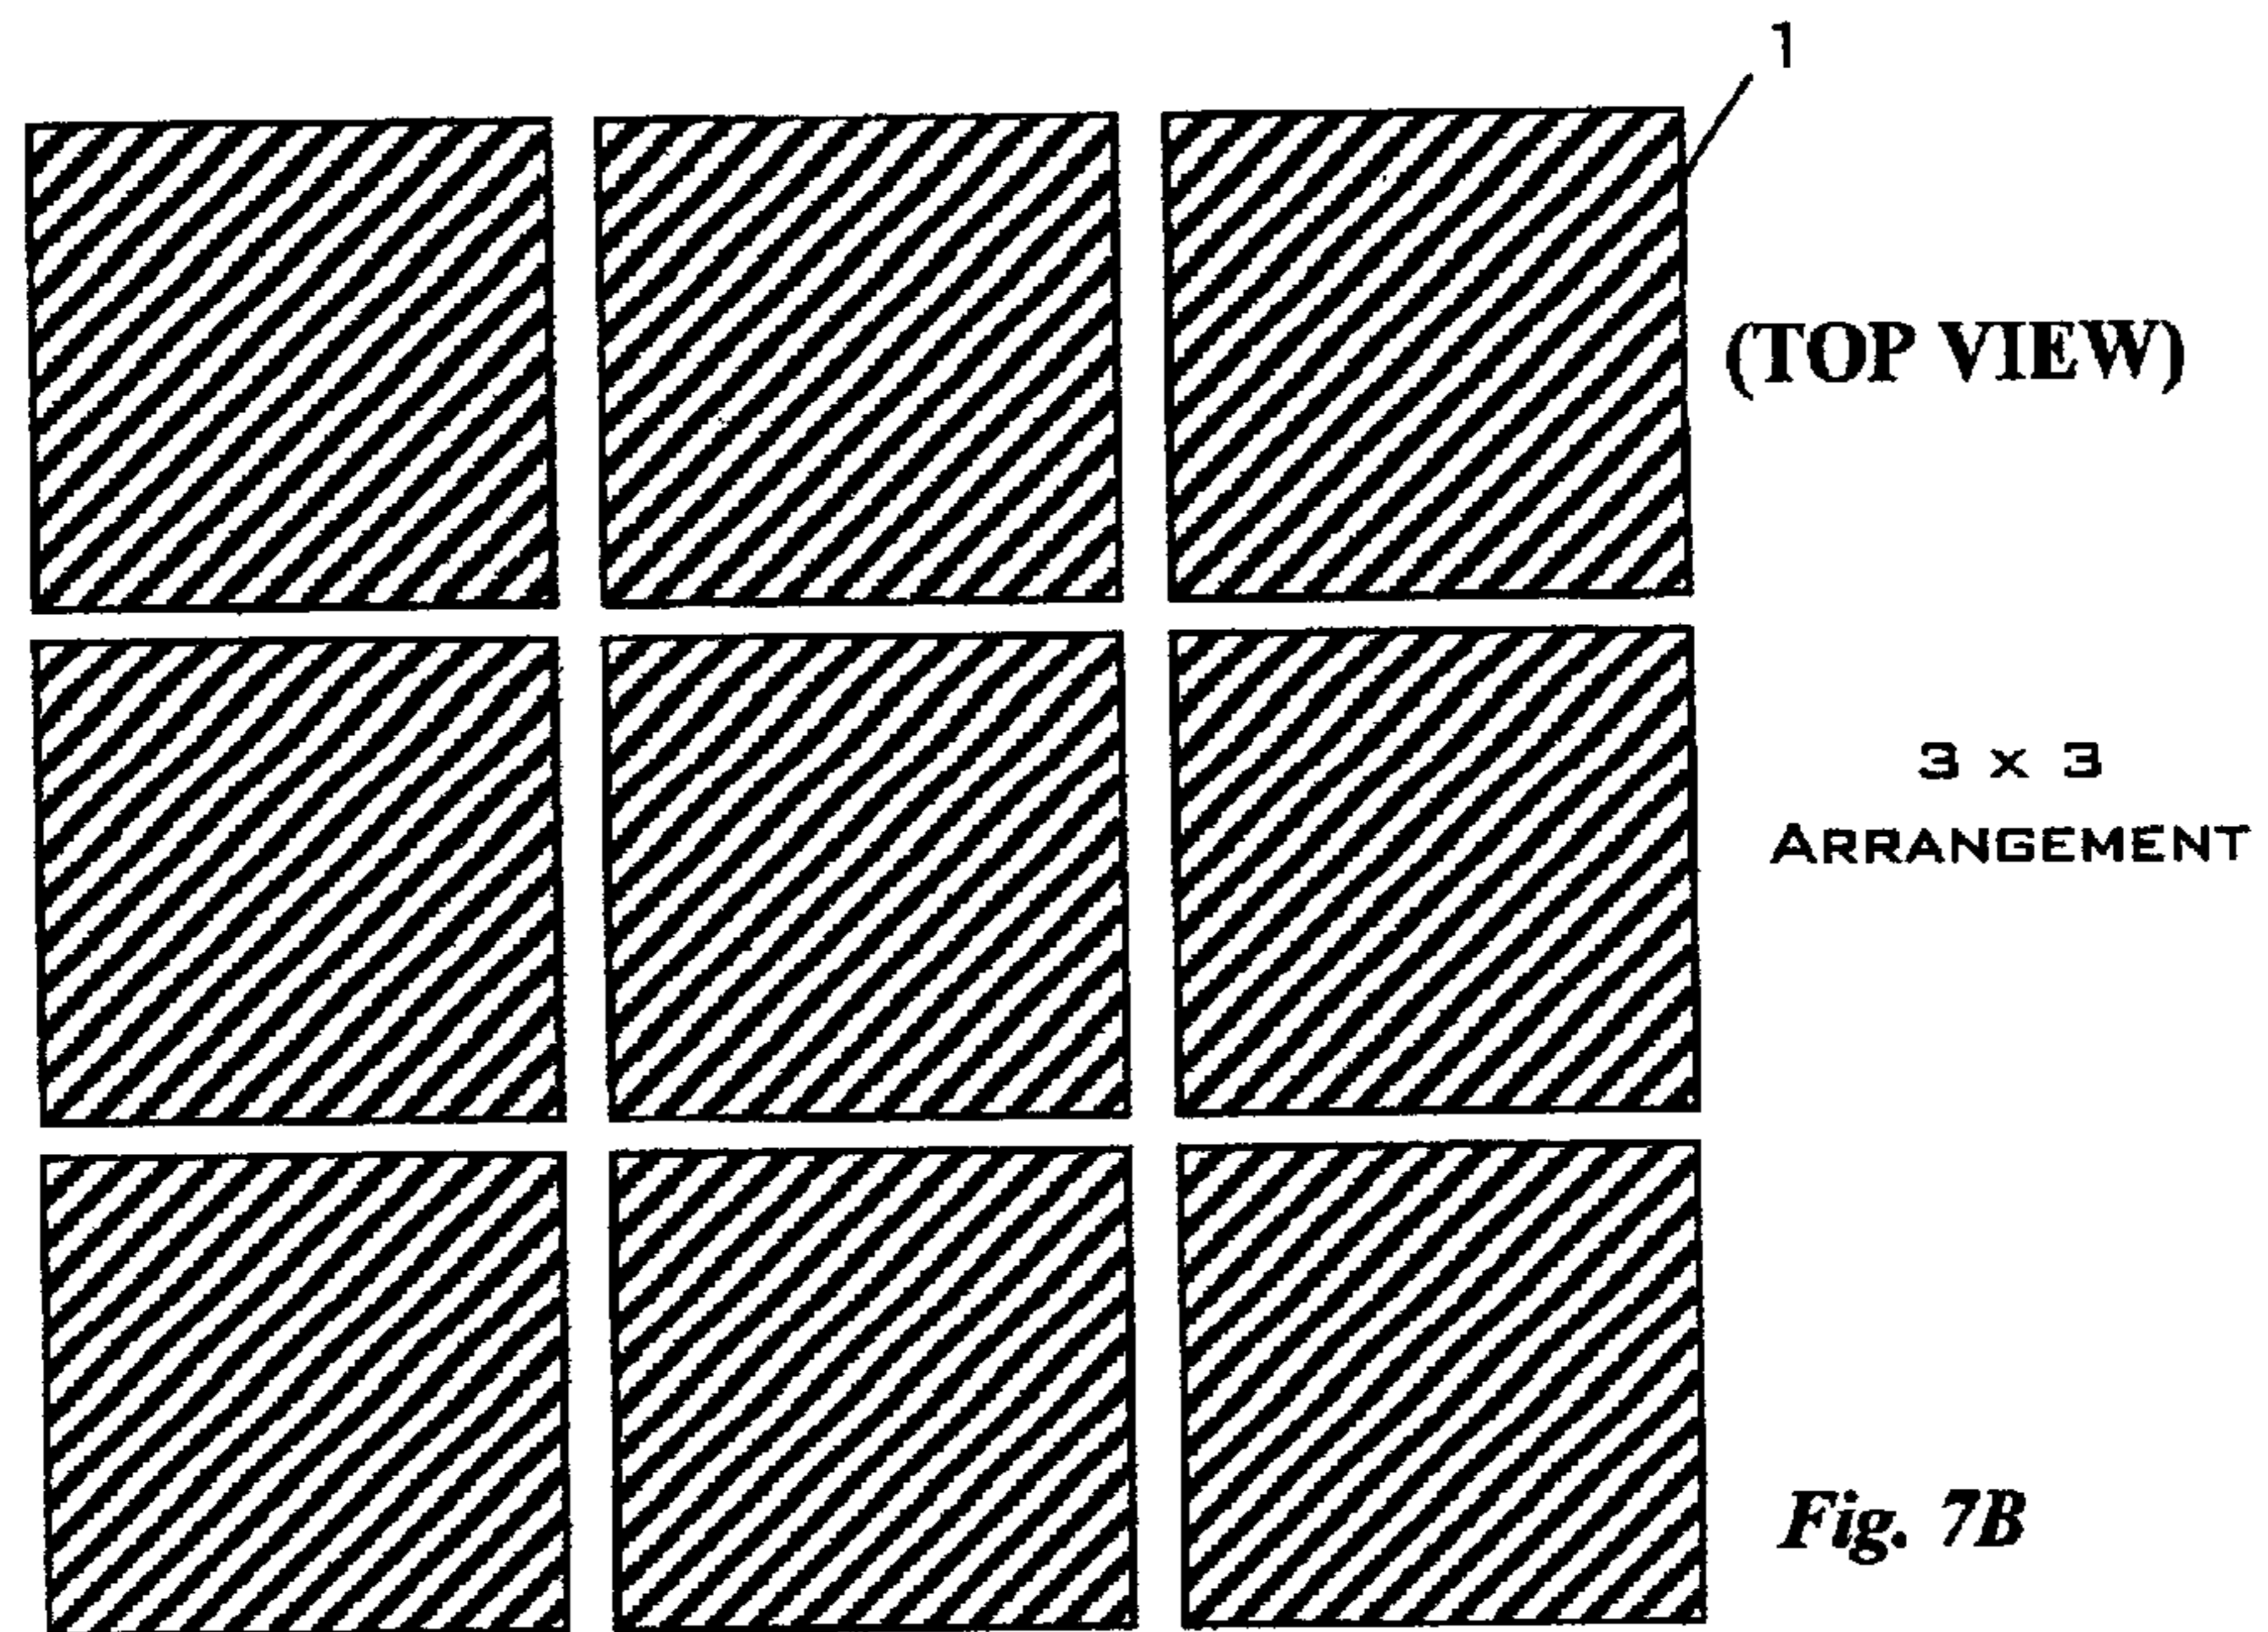 1
(TOP VIEW)
3 x 3
ARRANGEMENT
Fig. 7B